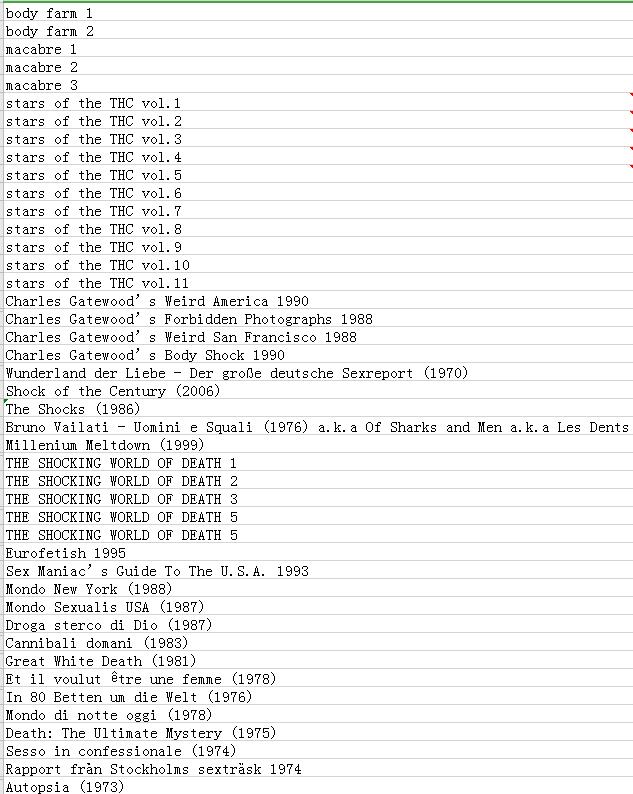 body farm 1
body farm 2
macabre 1
macabre 2
macabre 3
stars of the THC vol.1
stars of the THC vol.2
stars of the THC vol.3
stars of the THC vol.4
stars of the THC vol.5
stars of the THC vol.6
stars of the THC vol.7
stars of the THC vol.8
stars of the THC vol.9
stars of the THC vol.10
stars of the THC vol.11
Charles Gatewood’s Weird America 1990
Charles Gatewood’s Forbidden Photographs 1988
Charles Gatewood’s Weird San Francisco 1988
Charles Gatewood’s Body Shock 1990
Wunderland der Liebe - Der große deutsche Sexreport (1970)
Shock of the Century (2006)
The Shocks (1986)
Bruno Vailati - Uomini e Squali (1976) a.k.a Of Sharks and Men a.k.a Les Dents
Millenium Meltdown (1999)
THE SHOCKING WORLD OF DEATH 1
THE SHOCKING WORLD OF DEATH 2
THE SHOCKING WORLD OF DEATH 3
THE SHOCKING WORLD OF DEATH 5
THE SHOCKING WORLD OF DEATH 5
Eurofetish 1995
Sex Maniac’s Guide To The U.S.A. 1993
Mondo New York (1988)
Mondo Sexualis USA (1987)
Droga sterco di Dio (1987)
Cannibali domani (1983)
Great White Death (1981)
Et il voulut être une femme (1978)
In 80 Betten um die Welt (1976)
Mondo di notte oggi (1978)
Death: The Ultimate Mystery (1975)
Sesso in confessionale (1974)
Rapport från Stockholms sexträsk 1974
Autopsia (1973)